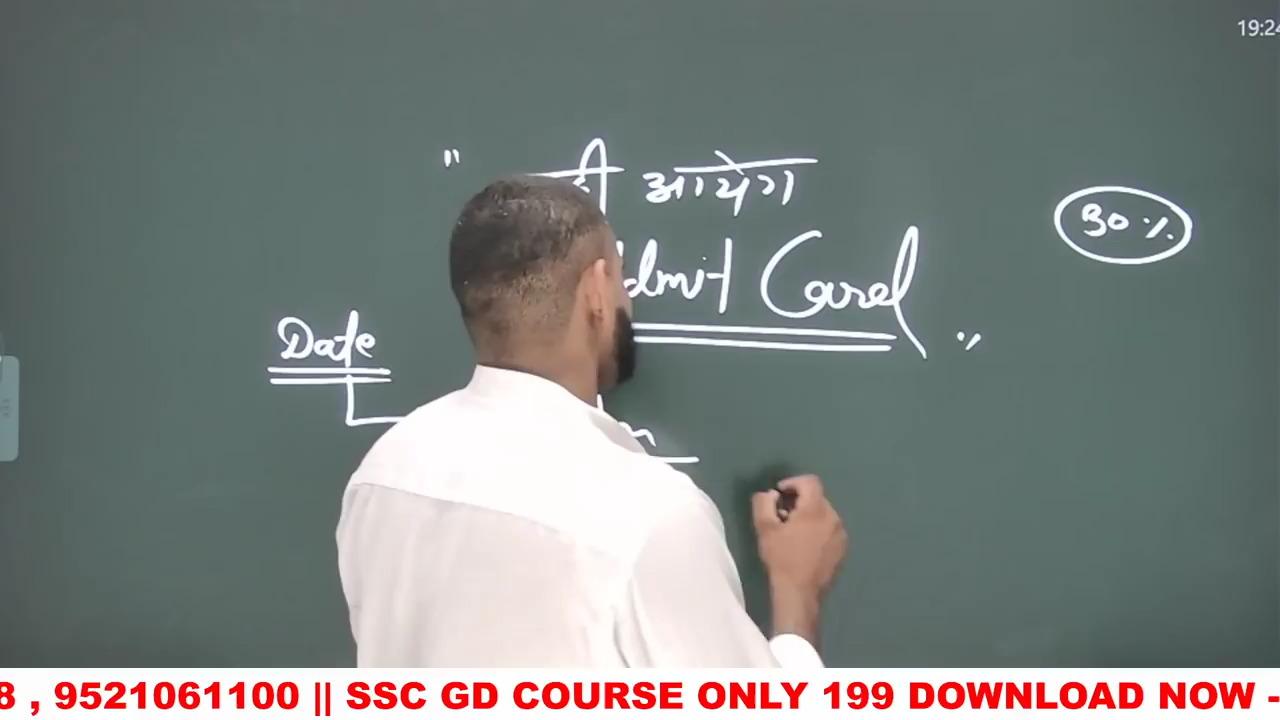 19:24
" ही आयेग
Admit Card "
30 %
Date
8 , 9521061100 || SSC GD COURSE ONLY 199 DOWNLOAD NOW -